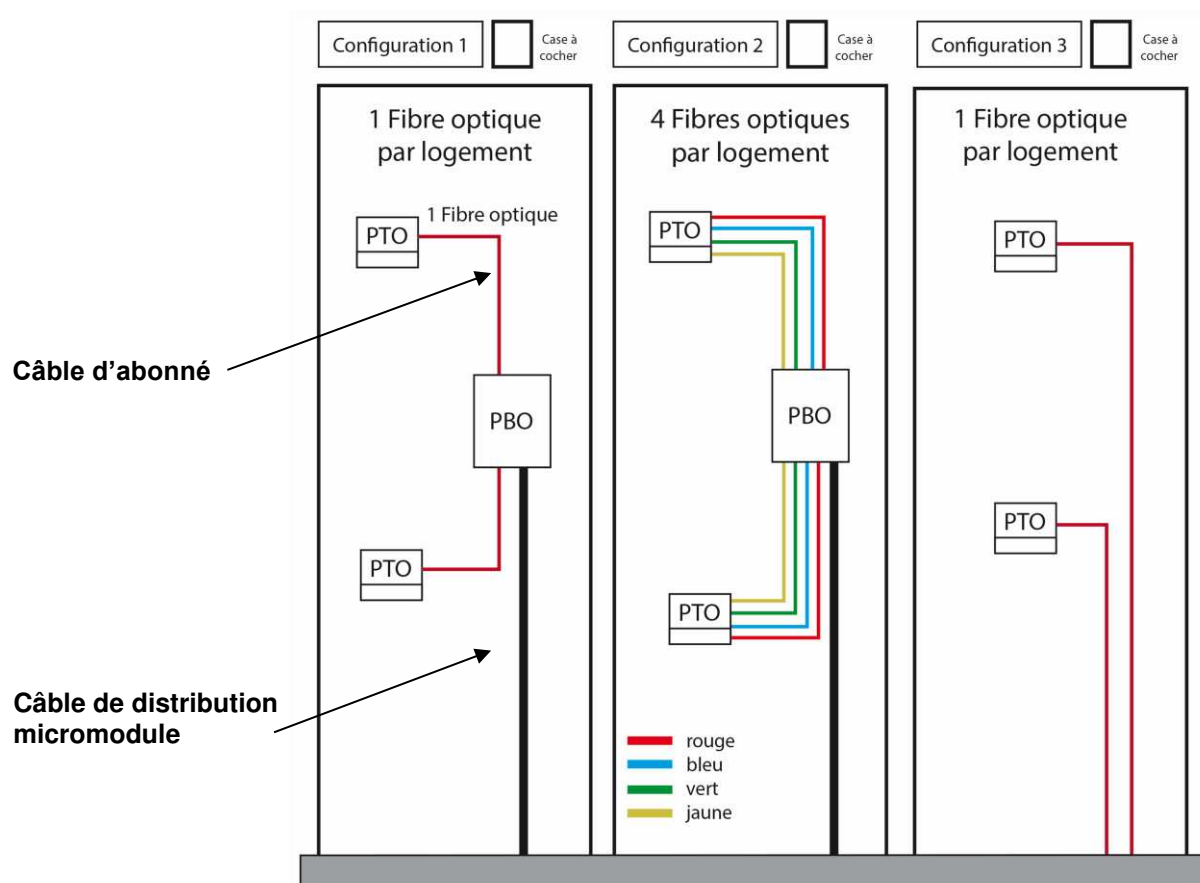 Configuration 1
Case à
cocher
Configuration 2
Case à
cocher
Configuration 3
Case à
cocher
1 Fibre optique
par logement
4 Fibres optiques
par logement
1 Fibre optique
par logement
PTO
1 Fibre optique
PTO
PTO
Câble d’abonné
PBO
PBO
PTO
PTO
PTO
Câble de distribution
micromodule
rouge
bleu
vert
jaune